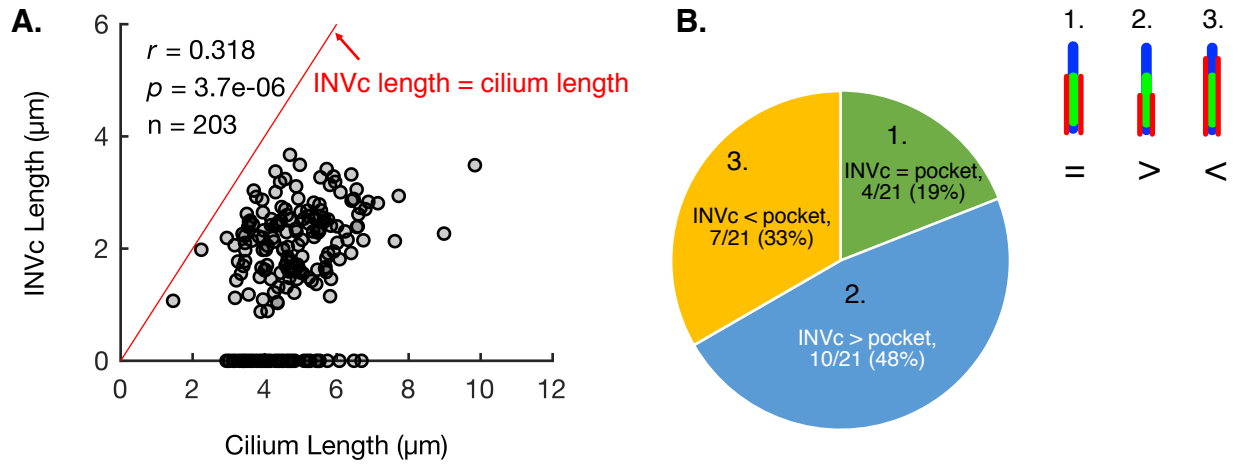 A.
6
4
2
0
INVc Length (μm)
r = 0.318
p = 3.7e-06
n = 203
INVc length = cilium length
0
2
4
6
8
10
12
Cilium Length (μm)
B.
1.
INVc = pocket,
4/21 (19%)
2.
INVc > pocket,
10/21 (48%)
3.
INVc < pocket,
7/21 (33%)
1. 2. 3.
= > <